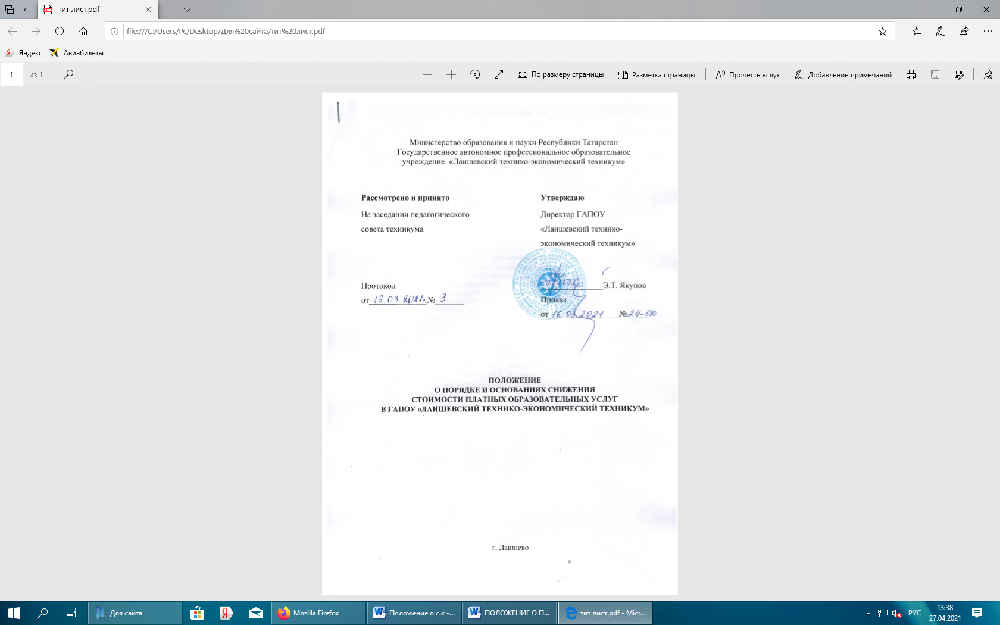 тит лист.pdf
file:///C:/Users/Pc/Desktop/Для%20сайта/тит%20лист.pdf
Яндекс
Авиабилеты
1 из 1
По размеру страницы
Разметка страницы
Прочесть вслух
Добавление примечаний
Министерство образования и науки Республики Татарстан
Государственное автономное профессиональное образовательное
учреждение «Лаишевский технико-экономический техникум»
Рассмотрено и принято
На заседании педагогического
совета техникума
Протокол
от 16.03.2021г № 3
Утверждаю
Директор ГАПОУ
«Лаишевский технико-
экономический техникум»
Э.Т. Якупов
Приказ
от 16.03.2021 №24-ОД
ПОЛОЖЕНИЕ
О ПОРЯДКЕ И ОСНОВАНИЯХ СНИЖЕНИЯ
СТОИМОСТИ ПЛАТНЫХ ОБРАЗОВАТЕЛЬНЫХ УСЛУГ
В ГАПОУ «ЛАИШЕВСКИЙ ТЕХНИКО-ЭКОНОМИЧЕСКИЙ ТЕХНИКУМ»
г. Лаишево
Для сайта
Mozilla Firefox
Положение о с.к -...
ПОЛОЖЕНИЕ О П...
тит лист.pdf - Micr...
РУС
13:38
27.04.2021